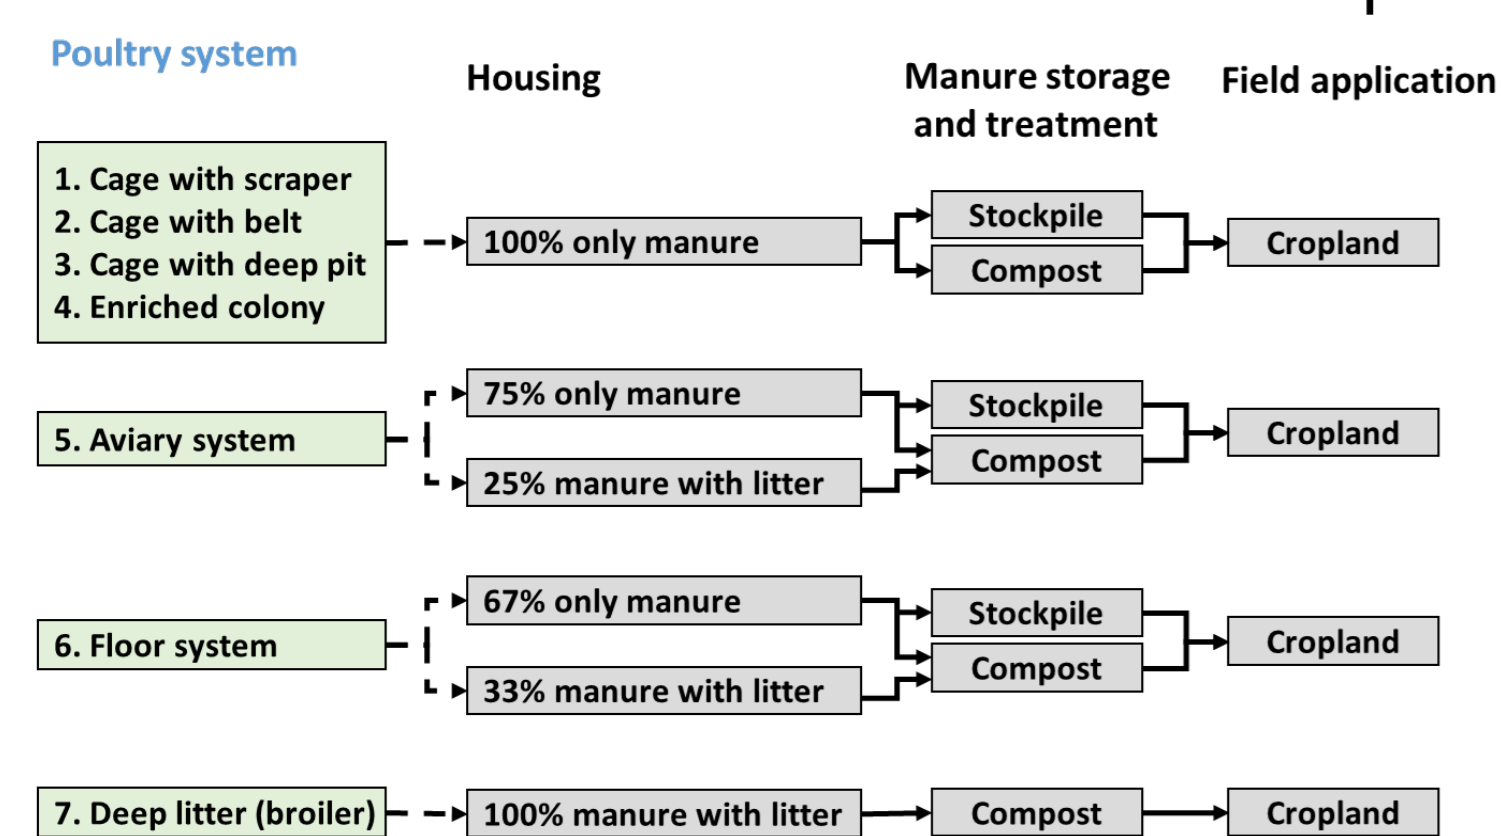 Poultry system
Housing
Manure storage
and treatment
Field application
1. Cage with scraper
2. Cage with belt
3. Cage with deep pit
4. Enriched colony
100% only manure
Stockpile
Compost
Cropland
5. Aviary system
75% only manure
25% manure with litter
Stockpile
Compost
Cropland
6. Floor system
67% only manure
33% manure with litter
Stockpile
Compost
Cropland
7. Deep litter (broiler)
100% manure with litter
Compost
Cropland